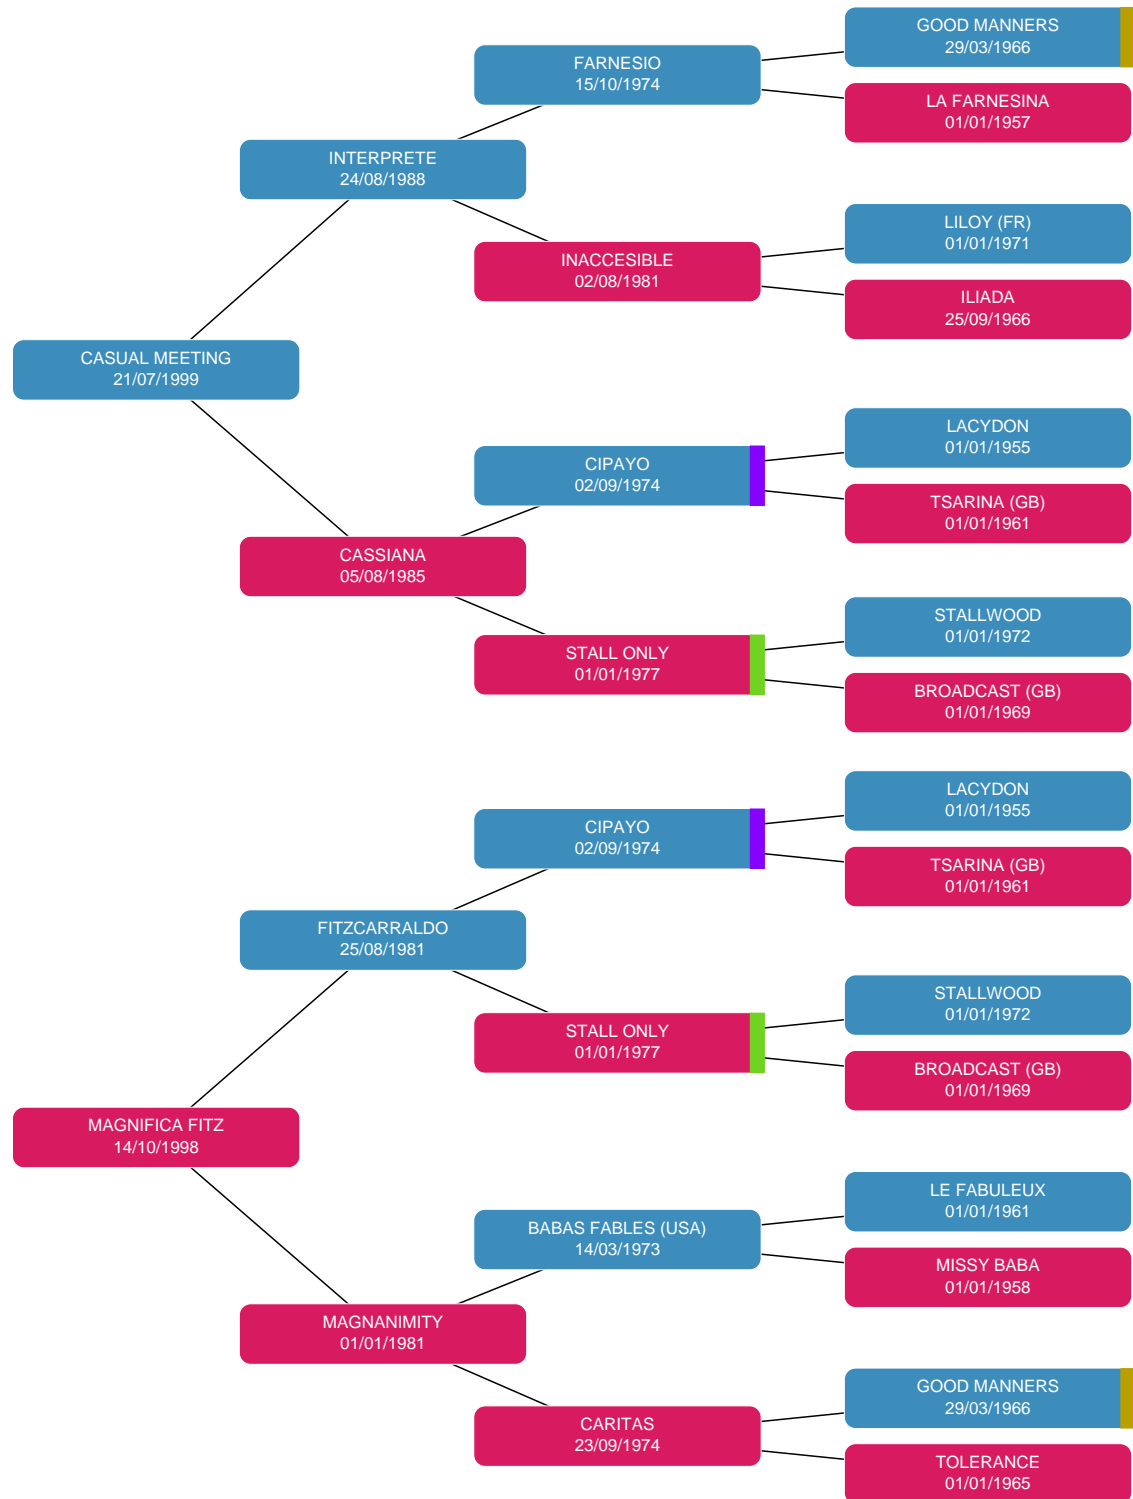 GOOD MANNERS
29/03/1966
FARNESIO
15/10/1974
LA FARNESINA
01/01/1957
INTERPRETE
24/08/1988
LILOY (FR)
01/01/1971
INACCESIBLE
02/08/1981
ILIADA
25/09/1966
CASUAL MEETING
21/07/1999
LACYDON
01/01/1955
CIPAYO
02/09/1974
TSARINA (GB)
01/01/1961
CASSIANA
05/08/1985
STALLWOOD
01/01/1972
STALL ONLY
01/01/1977
BROADCAST (GB)
01/01/1969
LACYDON
01/01/1955
CIPAYO
02/09/1974
TSARINA (GB)
01/01/1961
FITZCARRALDO
25/08/1981
STALLWOOD
01/01/1972
STALL ONLY
01/01/1977
BROADCAST (GB)
01/01/1969
MAGNIFICA FITZ
14/10/1998
LE FABULEUX
01/01/1961
BABAS FABLES (USA)
14/03/1973
MISSY BABA
01/01/1958
MAGNANIMITY
01/01/1981
GOOD MANNERS
29/03/1966
CARITAS
23/09/1974
TOLERANCE
01/01/1965